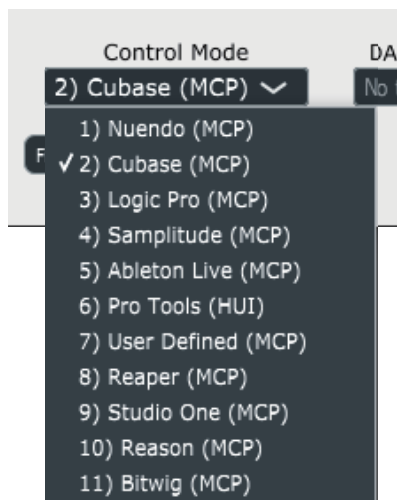 Control Mode DA
2) Cubase (MCP) No
1) Nuendo (MCP)
F ✓ 2) Cubase (MCP)
3) Logic Pro (MCP)
4) Samplitude (MCP)
5) Ableton Live (MCP)
6) Pro Tools (HUI)
7) User Defined (MCP)
8) Reaper (MCP)
9) Studio One (MCP)
10) Reason (MCP)
11) Bitwig (MCP)